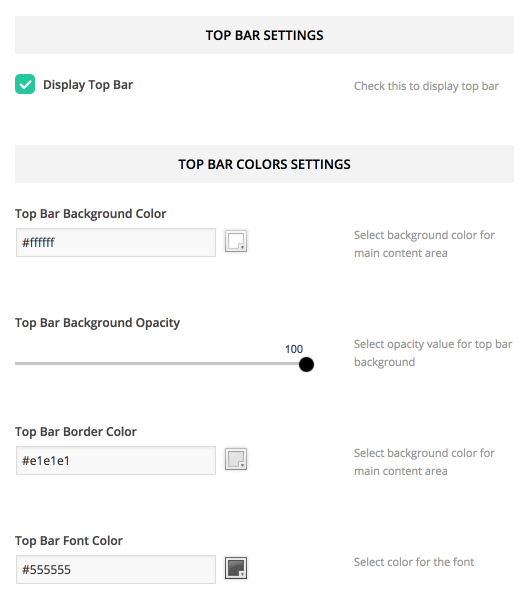 TOP BAR SETTINGS
Display Top Bar
Check this to display top bar
TOP BAR COLORS SETTINGS
Top Bar Background Color
#ffffff
Select background color for
main content area
Top Bar Background Opacity
100
Select opacity value for top bar
background
Top Bar Border Color
#e1e1e1
Select background color for
main content area
Top Bar Font Color
#555555
Select color for the font